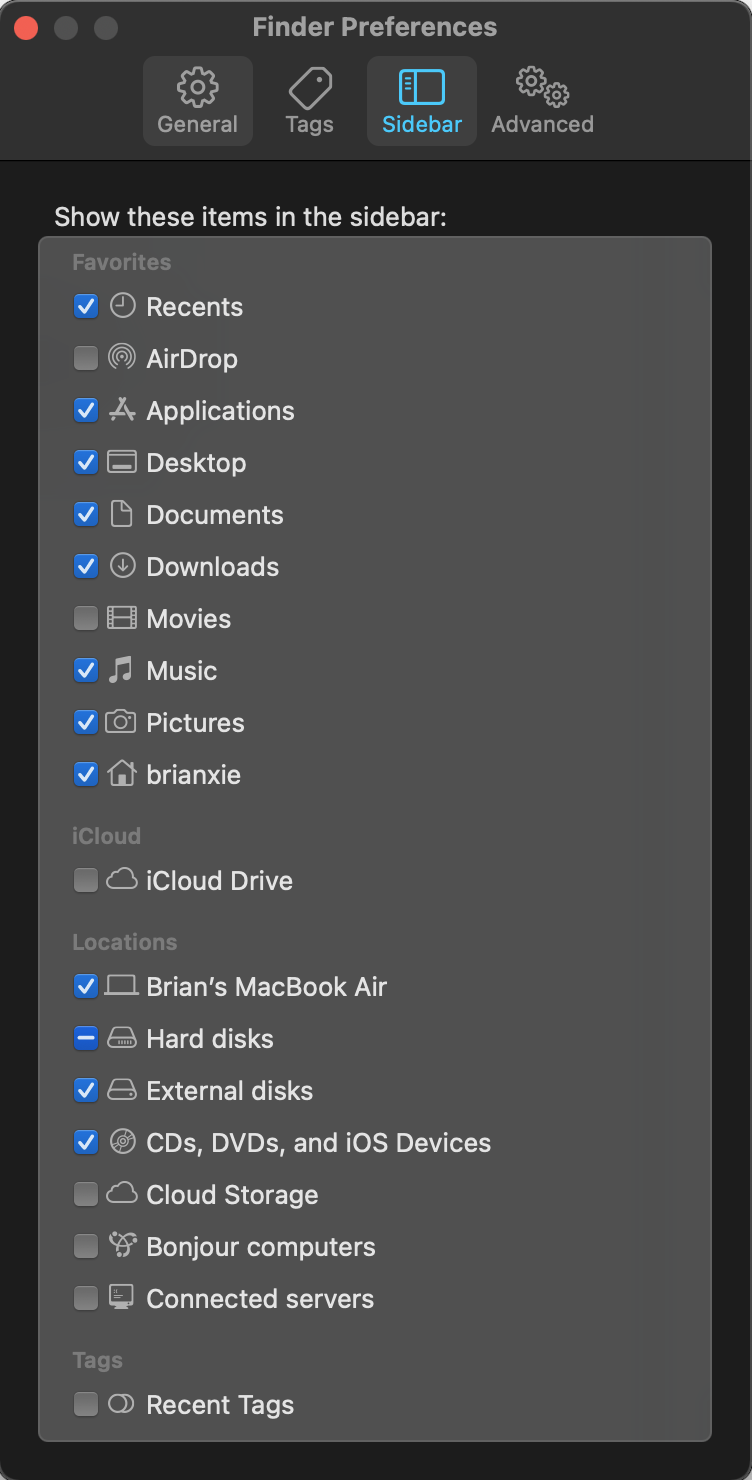 Finder Preferences
General
Tags
Sidebar
Advanced
Show these items in the sidebar:
Favorites
Recents
AirDrop
Applications
Desktop
Documents
Downloads
Movies
Music
Pictures
brianxie
iCloud
iCloud Drive
Locations
Brian’s MacBook Air
Hard disks
External disks
CDs, DVDs, and iOS Devices
Cloud Storage
Bonjour computers
Connected servers
Tags
Recent Tags